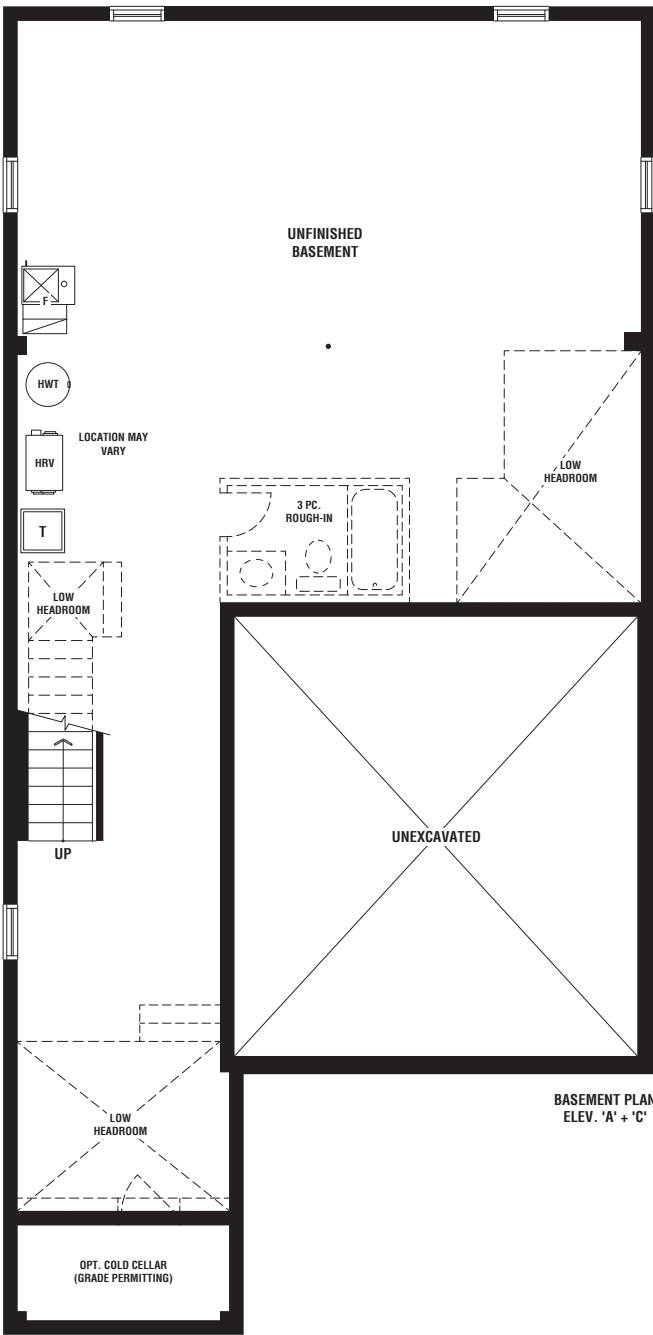 UNFINISHED
BASEMENT
F
HWT
LOCATION MAY
VARY
HRV
LOW
HEADROOM
3 PC.
ROUGH-IN
T
LOW
HEADROOM
UP
UNEXCAVATED
BASEMENT PLAN
ELEV. 'A' + 'C'
LOW
HEADROOM
OPT. COLD CELLAR
(GRADE PERMITTING)